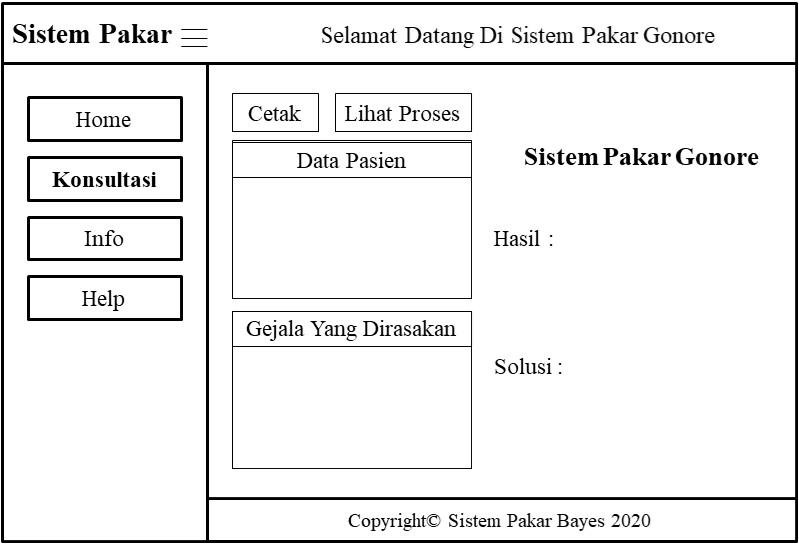 Sistem Pakar
Selamat Datang Di Sistem Pakar Gonore
Home
Konsultasi
Info
Help
Cetak
Lihat Proses
Data Pasien
Gejala Yang Dirasakan
Sistem Pakar Gonore
Hasil :
Solusi :
Copyright© Sistem Pakar Bayes 2020